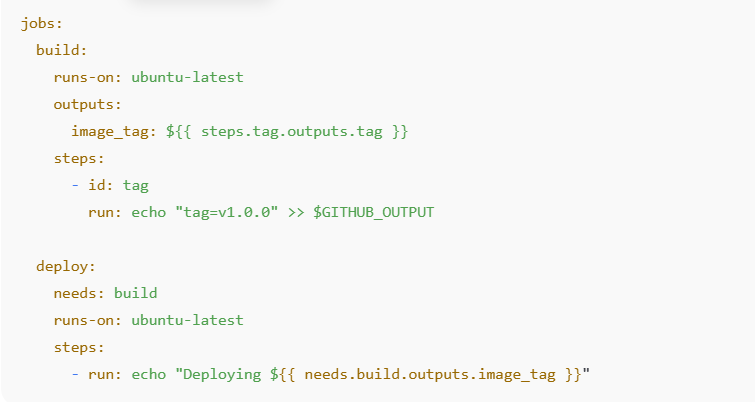 jobs:
  build:
    runs-on: ubuntu-latest
    outputs:
      image_tag: ${{ steps.tag.outputs.tag }}
    steps:
      - id: tag
        run: echo "tag=v1.0.0" >> $GITHUB_OUTPUT

  deploy:
    needs: build
    runs-on: ubuntu-latest
    steps:
      - run: echo "Deploying ${{ needs.build.outputs.image_tag }}"